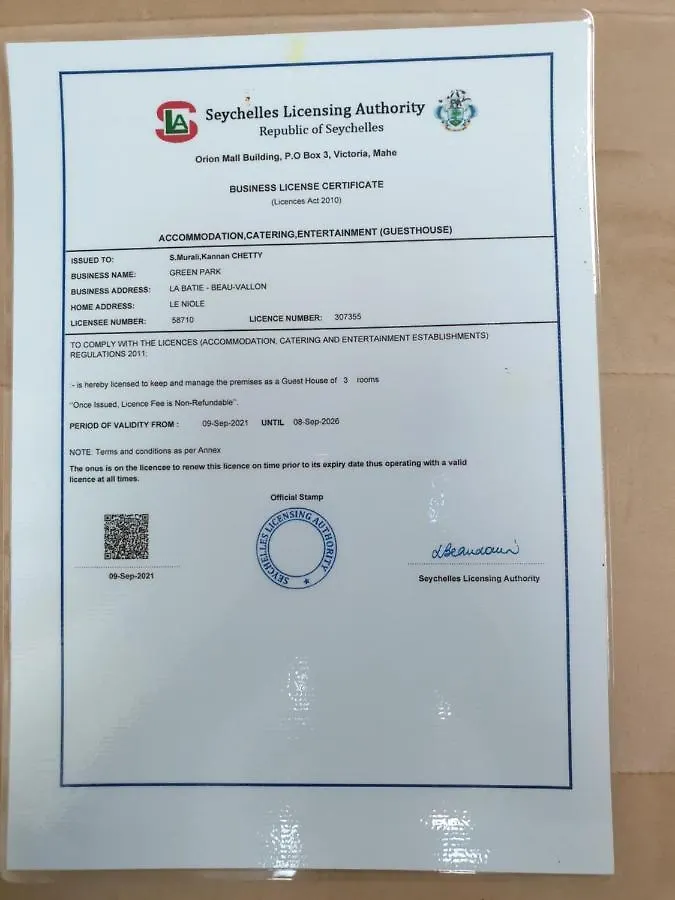 SLA
Seychelles Licensing Authority
Republic of Seychelles
Orion Mall Building, P.O Box 3, Victoria, Mahe
BUSINESS LICENSE CERTIFICATE
(Licences Act 2010)
ACCOMMODATION,CATERING,ENTERTAINMENT (GUESTHOUSE)
ISSUED TO: S.Murali,Kannan CHETTY
BUSINESS NAME: GREEN PARK
BUSINESS ADDRESS: LA BATIE - BEAU-VALLON
HOME ADDRESS: LE NIOLE
LICENSEE NUMBER: 58710 LICENCE NUMBER: 307355
TO COMPLY WITH THE LICENCES (ACCOMMODATION, CATERING AND ENTERTAINMENT ESTABLISHMENTS)
REGULATIONS 2011:
- is hereby licensed to keep and manage the premises as a Guest House of 3 rooms
"Once Issued, Licence Fee is Non-Refundable".
PERIOD OF VALIDITY FROM : 09-Sep-2021 UNTIL 08-Sep-2026
NOTE: Terms and conditions as per Annex
The onus is on the licencee to renew this licence on time prior to its expiry date thus operating with a valid
licence at all times.
Official Stamp
SEYCHELLES LICENSING AUTHORITY
09-Sep-2021
Seychelles Licensing Authority